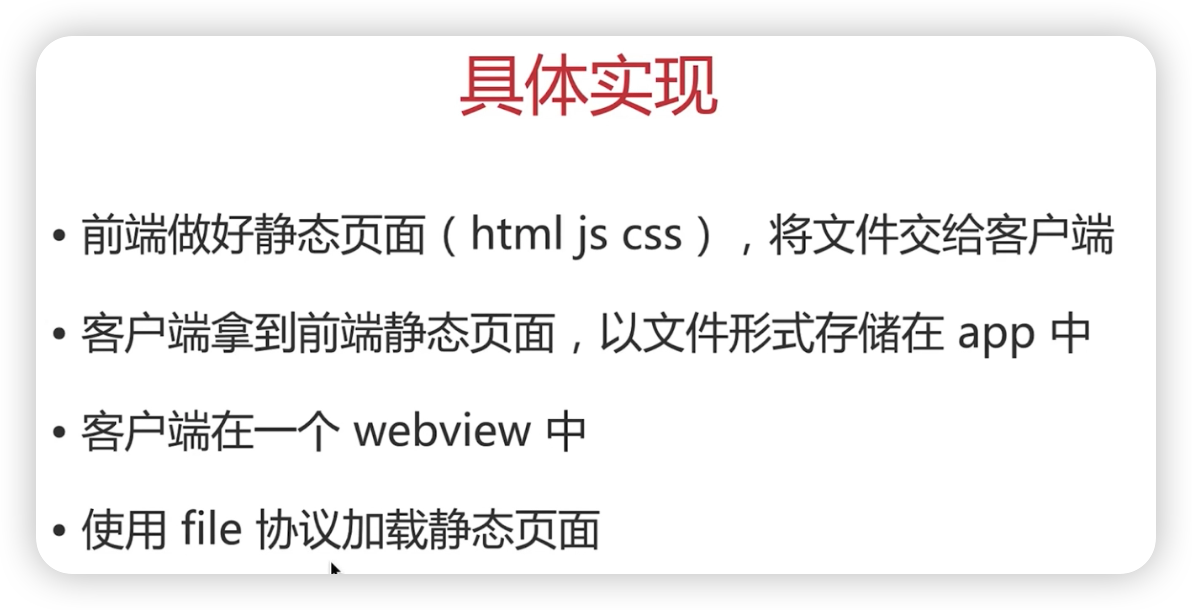 具体实现
• 前端做好静态页面（html js css），将文件交给客户端
• 客户端拿到前端静态页面，以文件形式存储在 app 中
• 客户端在一个 webview 中
• 使用 file 协议加载静态页面